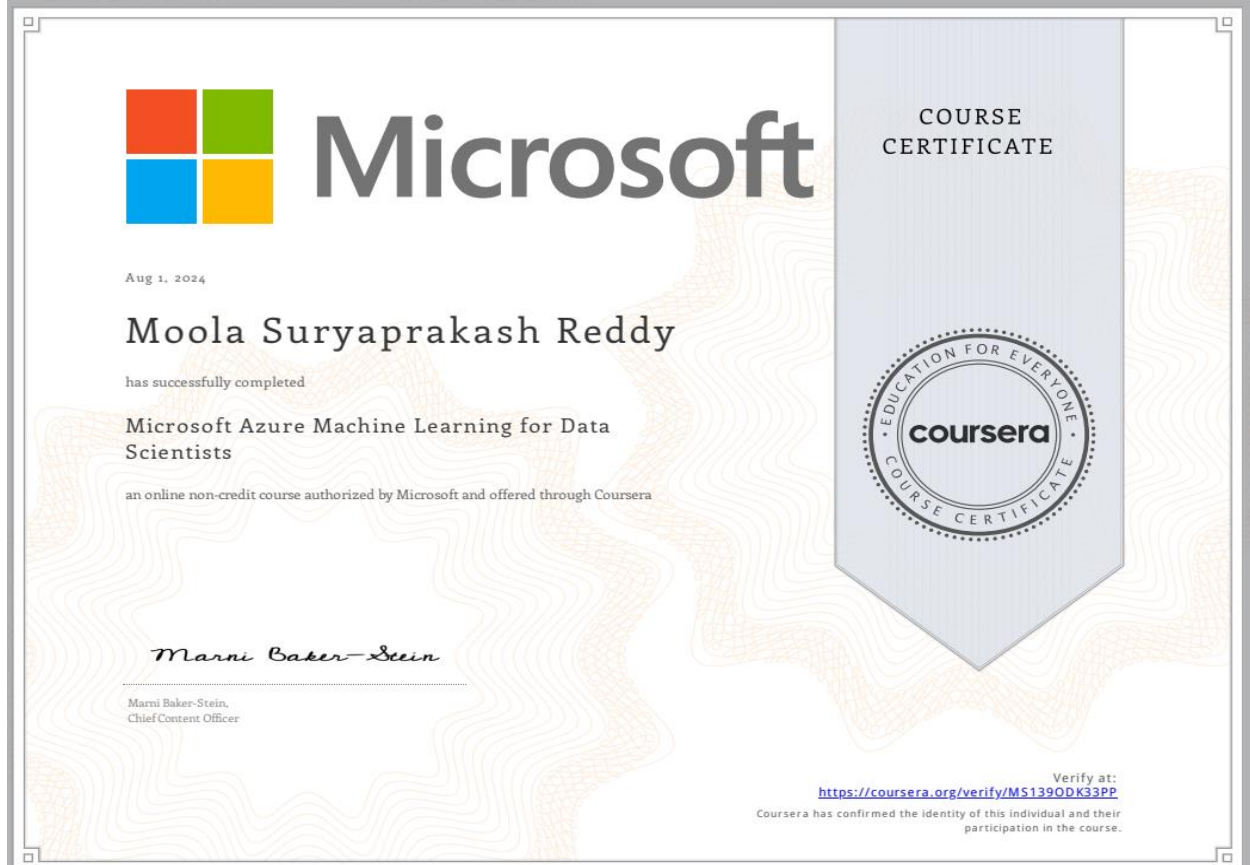 Microsoft
COURSE
CERTIFICATE
Aug 1, 2024
Moola Suryaprakash Reddy
has successfully completed
Microsoft Azure Machine Learning for Data
Scientists
an online non-credit course authorized by Microsoft and offered through Coursera
EDUCATION FOR EVERYONE
coursera
COURSE CERTIFICATE
Marni Baker-Stein
Marni Baker-Stein,
Chief Content Officer
Verify at:
https://coursera.org/verify/MS139ODK33PP
Coursera has confirmed the identity of this individual and their
participation in the course.